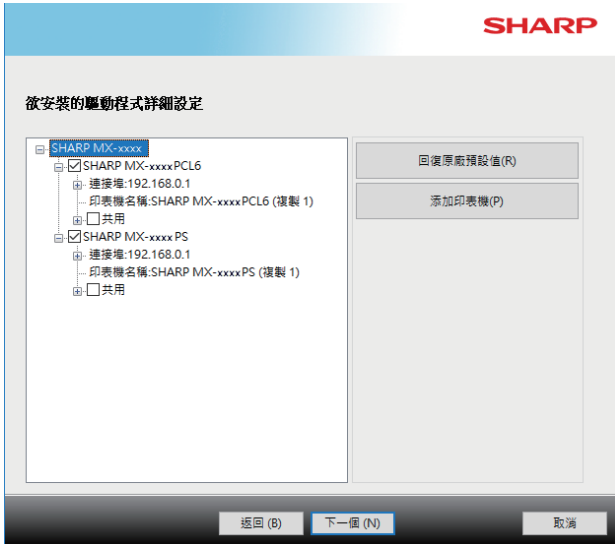 SHARP
欲安裝的驅動程式詳細設定
SHARP MX-xxxx
SHARP MX-xxxxPCL6
連接埠:192.168.0.1
印表機名稱:SHARP MX-xxxxPCL6 (複製 1)
共用
SHARP MX-xxxxPS
連接埠:192.168.0.1
印表機名稱:SHARP MX-xxxxPS (複製 1)
共用
回復原廠預設值(R)
添加印表機(P)
返回 (B)
下一個 (N)
取消